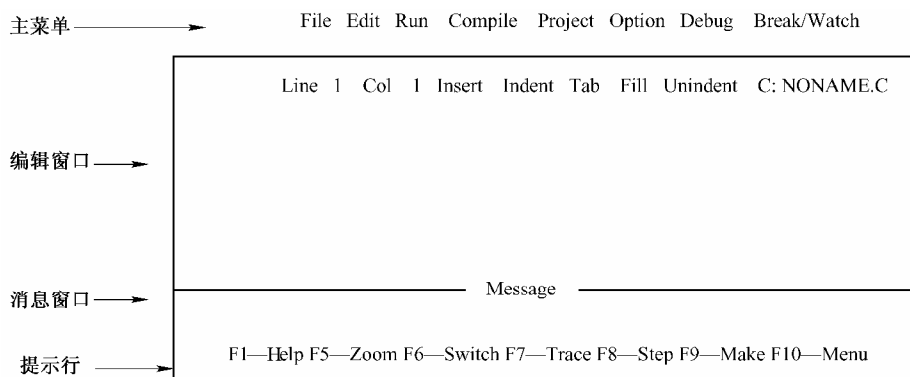 主菜单 File Edit Run Compile Project Option Debug Break/Watch
Line 1 Col 1 Insert Indent Tab Fill Unindent C: NONAME.C
编辑窗口
消息窗口 Message
提示行 F1—Help F5—Zoom F6—Switch F7—Trace F8—Step F9—Make F10—Menu